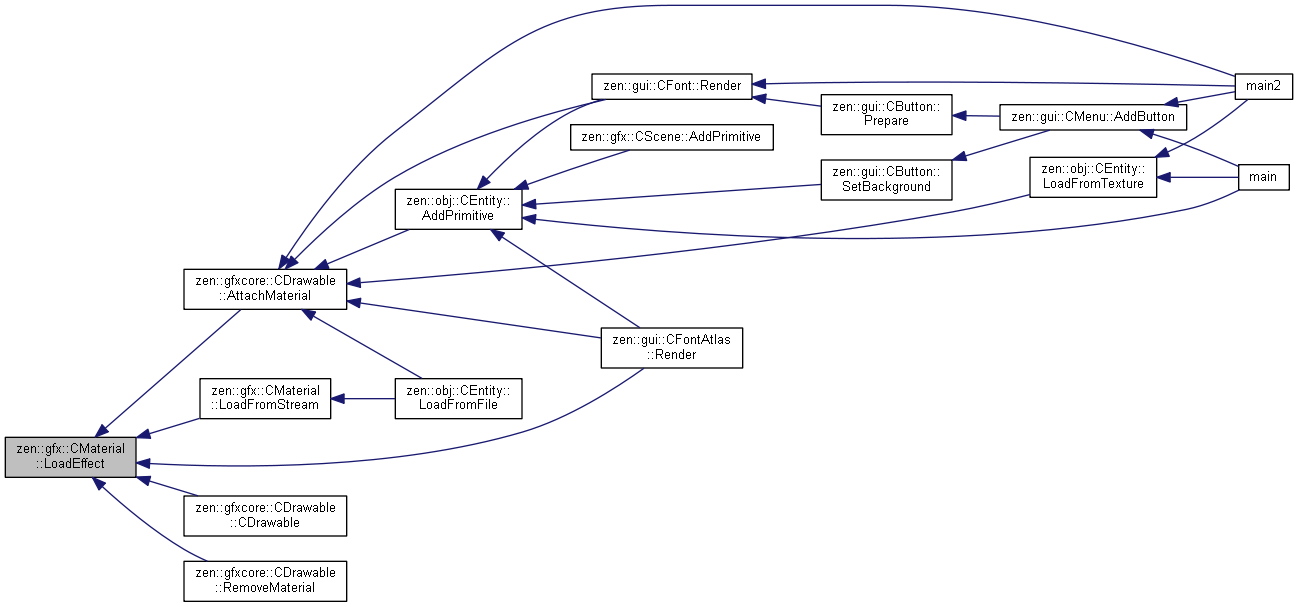 main2
zen::gui::CFont::Render
zen::gui::CButton::
Prepare
zen::gui::CMenu::AddButton
zen::gfx::CScene::AddPrimitive
zen::gui::CButton::
SetBackground
zen::obj::CEntity::
LoadFromTexture
main
zen::obj::CEntity::
AddPrimitive
zen::gfxcore::CDrawable
::AttachMaterial
zen::gui::CFontAtlas
::Render
zen::gfx::CMaterial
::LoadFromStream
zen::obj::CEntity::
LoadFromFile
zen::gfx::CMaterial
::LoadEffect
zen::gfxcore::CDrawable
::CDrawable
zen::gfxcore::CDrawable
::RemoveMaterial